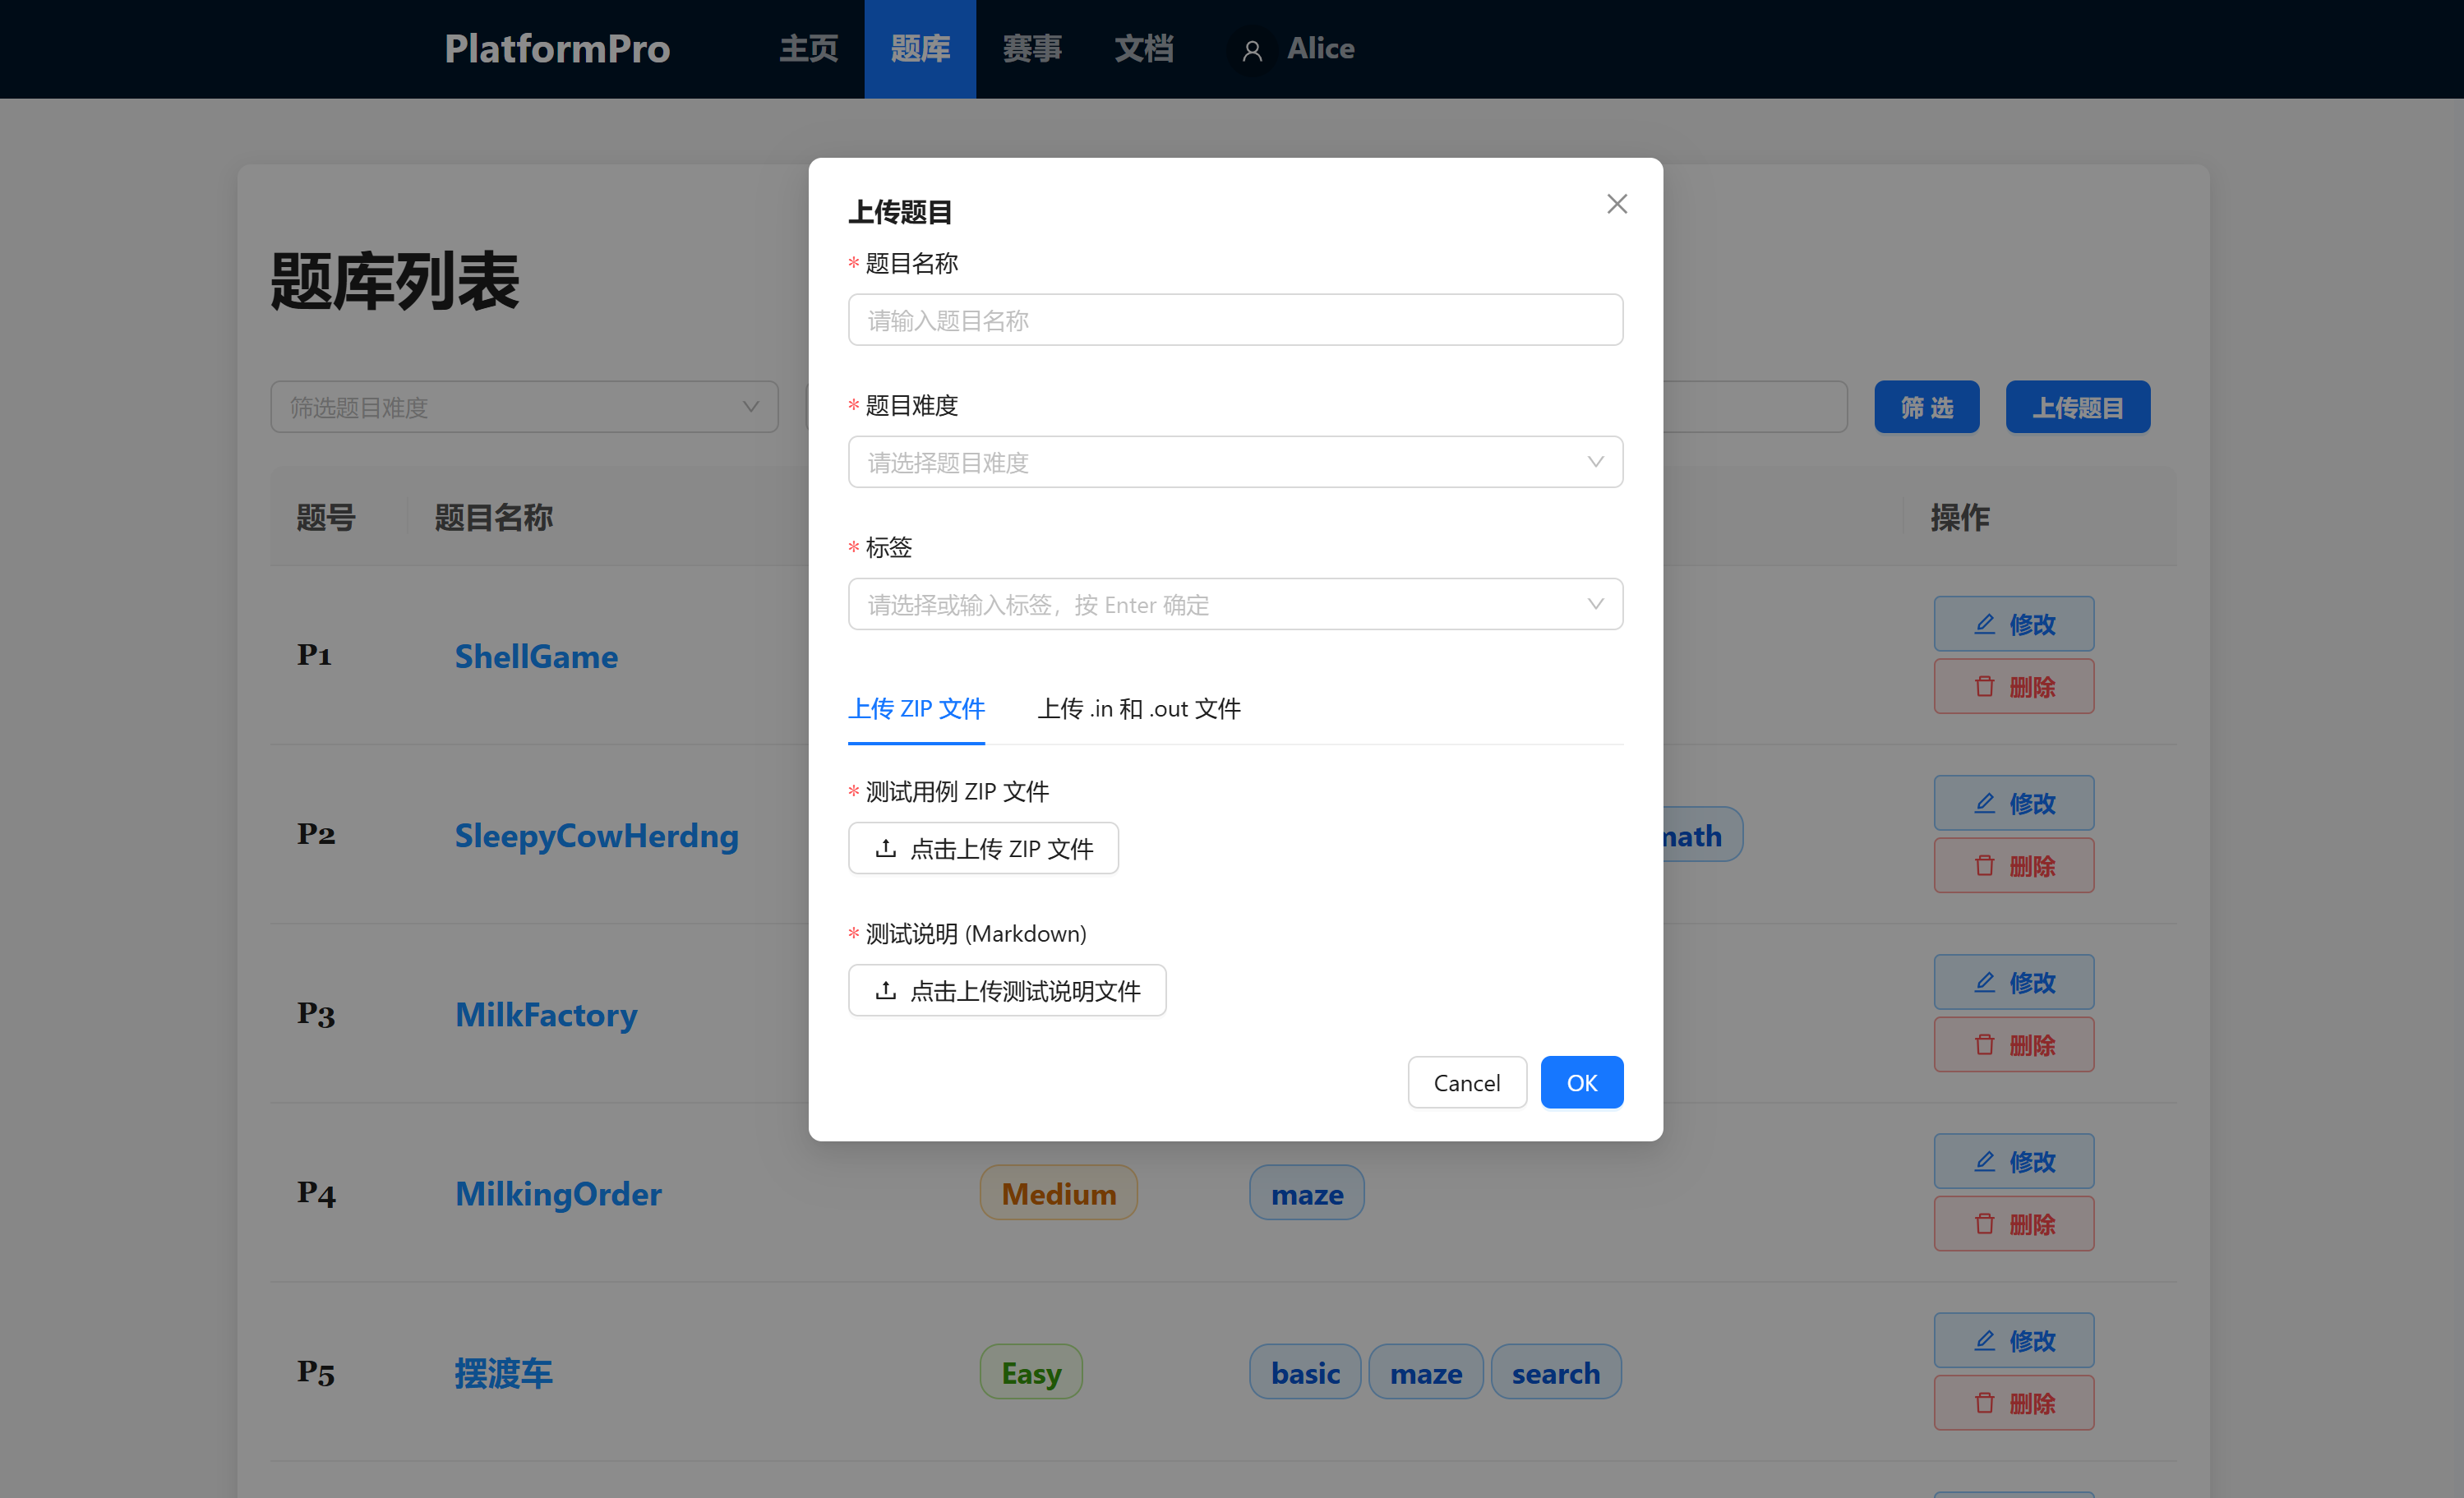 PlatformPro 主页 题库 赛事 文档 Alice
上传题目
* 题目名称
请输入题目名称
* 题目难度
请选择题目难度
* 标签
请选择或输入标签，按 Enter 确定
上传 ZIP 文件 上传 .in 和 .out 文件
* 测试用例 ZIP 文件
点击上传 ZIP 文件
* 测试说明 (Markdown)
点击上传测试说明文件
Cancel OK
题库列表
筛选题目难度 筛 选 上传题目
题号 题目名称 操作
P1 ShellGame 修改
删除
P2 SleepyCowHerdng math 修改
删除
P3 MilkFactory 修改
删除
P4 MilkingOrder Medium maze 修改
删除
P5 摆渡车 Easy basic maze search 修改
删除